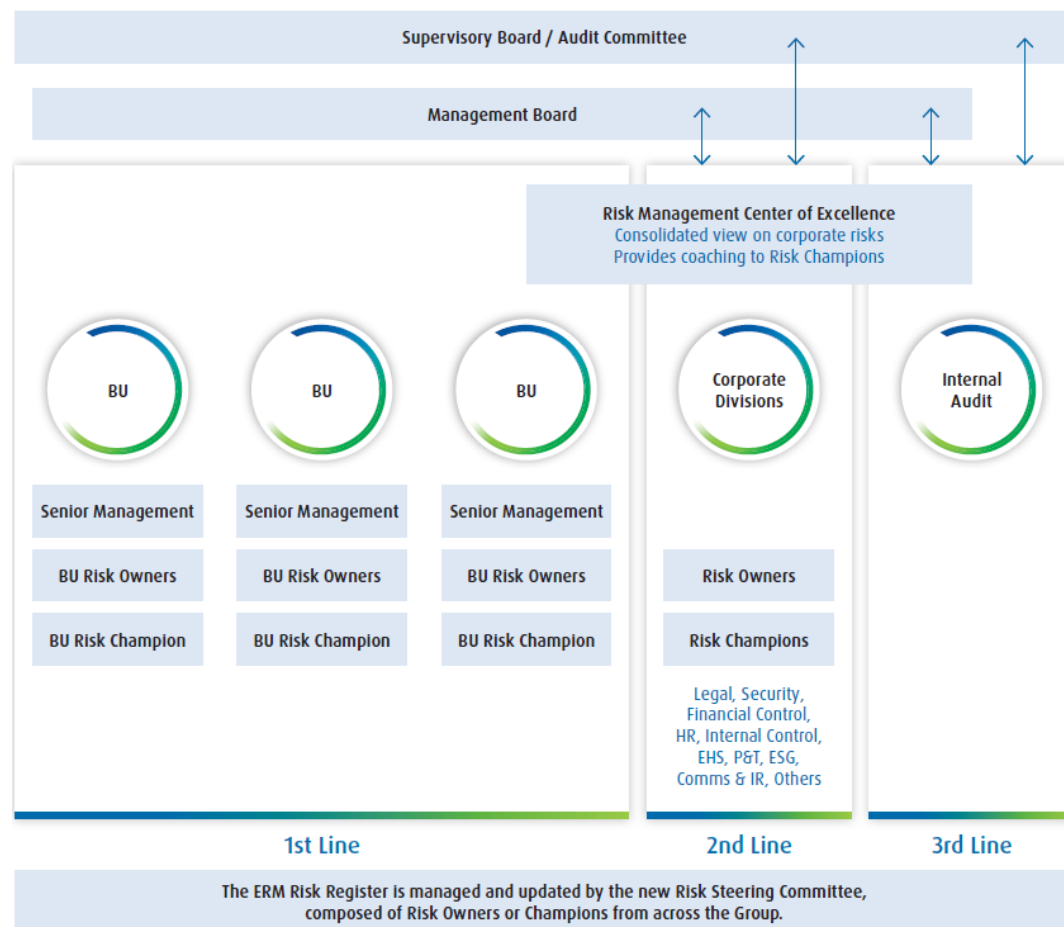 Supervisory Board / Audit Committee
Management Board
Risk Management Center of Excellence
Consolidated view on corporate risks
Provides coaching to Risk Champions
BU
BU
BU
Corporate
Divisions
Internal
Audit
Senior Management
Senior Management
Senior Management
BU Risk Owners
BU Risk Owners
BU Risk Owners
Risk Owners
BU Risk Champion
BU Risk Champion
BU Risk Champion
Risk Champions
Legal, Security,
Financial Control,
HR, Internal Control,
EHS, P&T, ESG,
Comms & IR, Others
1st Line
2nd Line
3rd Line
The ERM Risk Register is managed and updated by the new Risk Steering Committee,
composed of Risk Owners or Champions from across the Group.